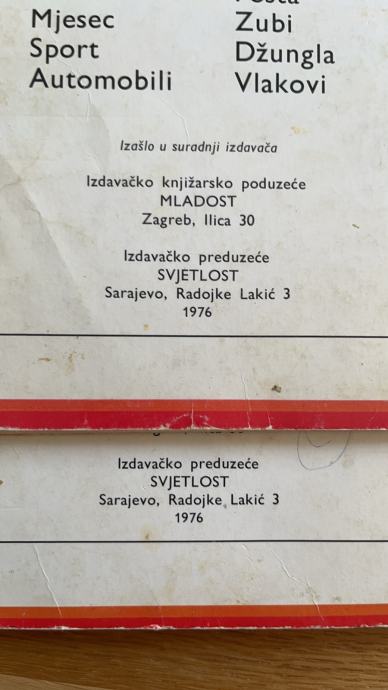 Mjesec
Sport
Automobili
Zubi
Džungla
Vlakovi
Izašlo u suradnji izdavača
Izdavačko knjižarsko poduzeće
MLADOST
Zagreb, Ilica 30
Izdavačko preduzeće
SVJETLOST
Sarajevo, Radojke Lakić 3
1976
Izdavačko preduzeće
SVJETLOST
Sarajevo, Radojke Lakić 3
1976